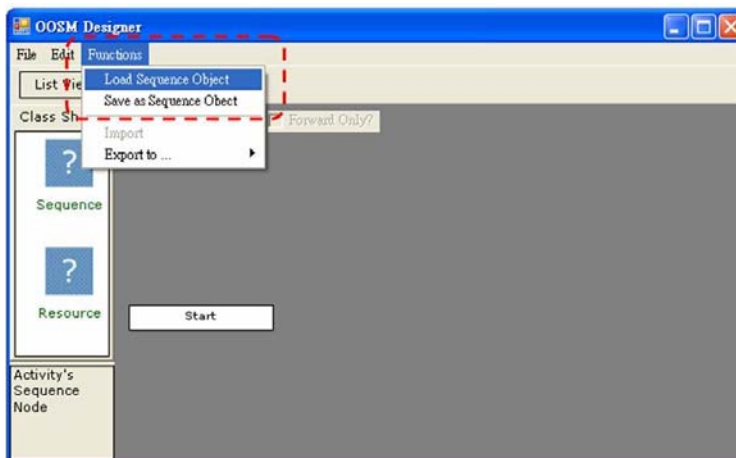 OOSM Designer
File Edit Functions
List Vie
Load Sequence Object
Save as Sequence Obect
Class Sh
Forward Only?
Import
Export to ...
?
Sequence
?
Resource
Start
Activity's
Sequence
Node